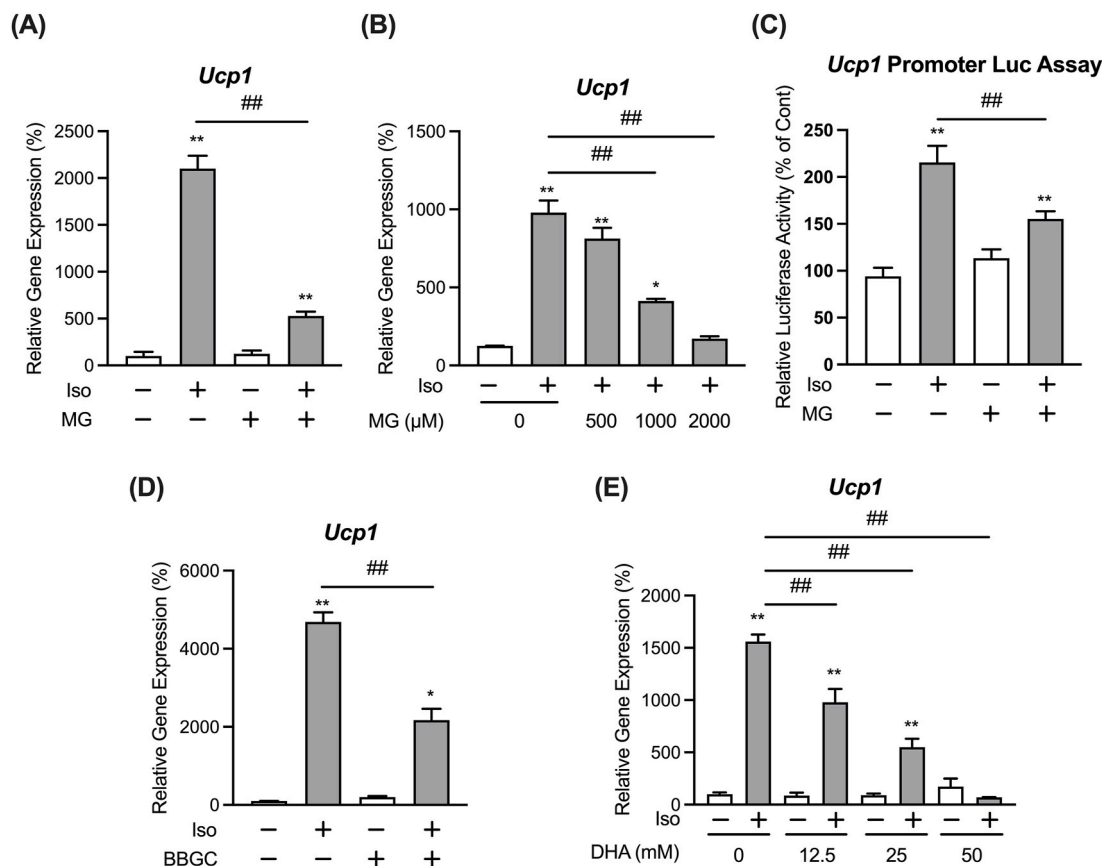 (A)
Ucp1
##
Relative Gene Expression (%)
2500
2000
1500
1000
500
0
**
**
Iso − + − +
MG − − + +
(B)
Ucp1
##
##
Relative Gene Expression (%)
1500
1000
500
0
**
**
*
Iso − + + + +
MG (µM) 0 500 1000 2000
(C)
Ucp1 Promoter Luc Assay
##
Relative Luciferase Activity (% of Cont)
250
200
150
100
50
0
**
**
Iso − + − +
MG − − + +
(D)
Ucp1
##
Relative Gene Expression (%)
6000
4000
2000
0
**
*
Iso − + − +
BBGC − − + +
(E)
Ucp1
##
##
##
Relative Gene Expression (%)
2000
1500
1000
500
0
**
**
**
Iso − + − + − + − +
DHA (mM) 0 12.5 25 50